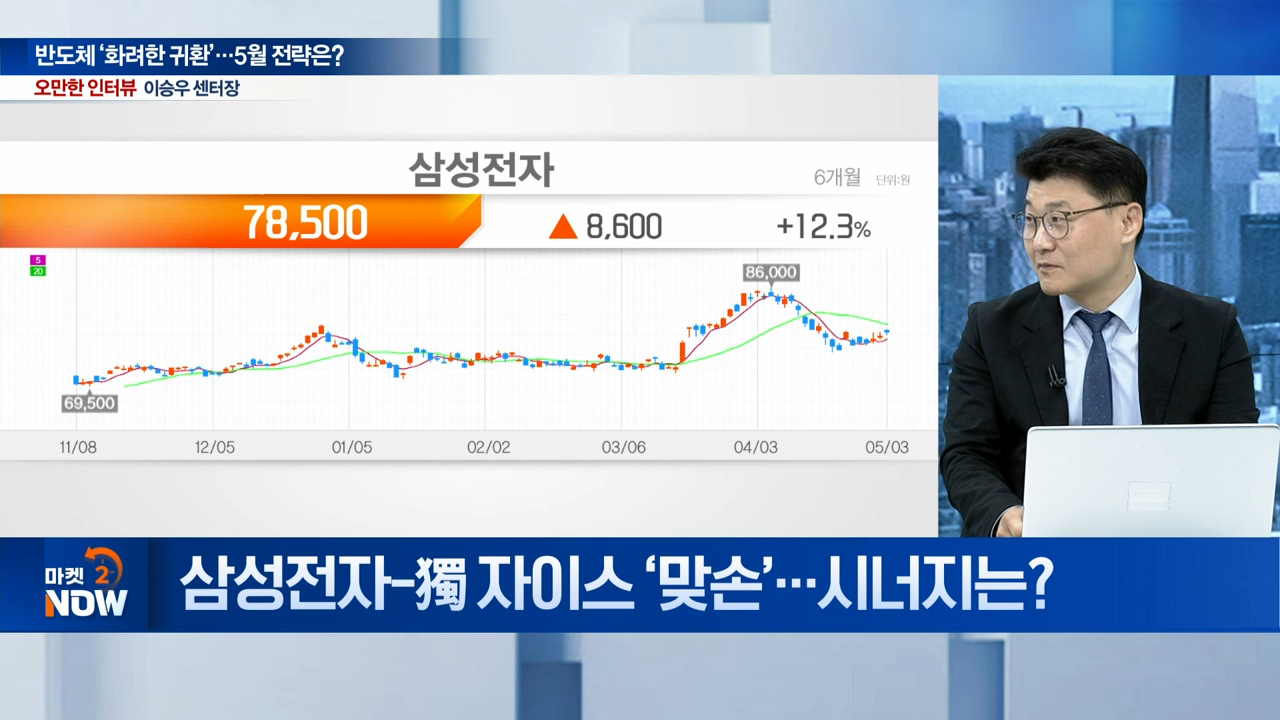 반도체 ‘화려한 귀환’…5월 전략은?
오만한 인터뷰 이승우 센터장
삼성전자
6개월 단위:원
78,500 ▲ 8,600 +12.3%
5
20
86,000
69,500
11/08 12/05 01/05 02/02 03/06 04/03 05/03
마켓 2
NOW
삼성전자-獨 자이스 ‘맞손’…시너지는?